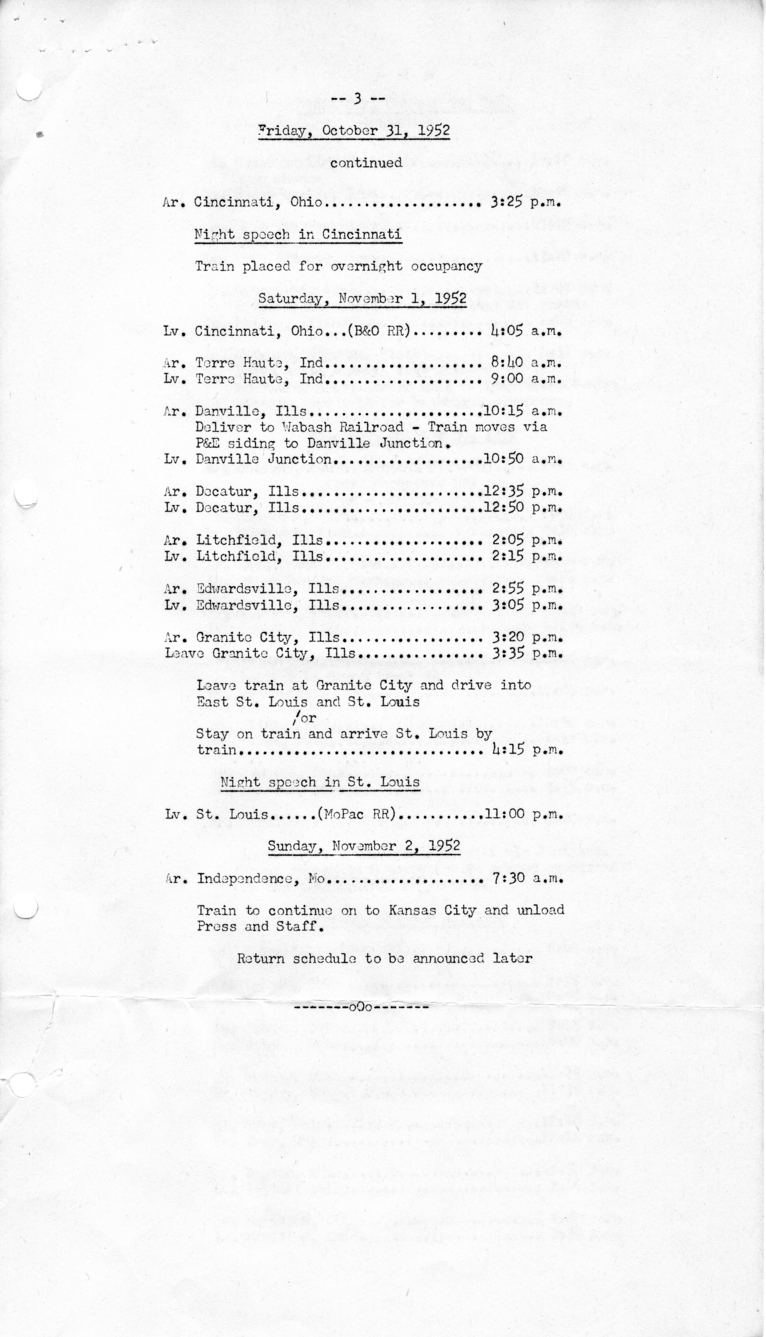 -- 3 --
Friday, October 31, 1952
continued
Ar. Cincinnati, Ohio.................... 3:25 p.m.
Night speech in Cincinnati
Train placed for overnight occupancy
Saturday, November 1, 1952
Lv. Cincinnati, Ohio...(B&O RR)......... 4:05 a.m.
Ar. Terre Haute, Ind.................... 8:40 a.m.
Lv. Terre Haute, Ind.................... 9:00 a.m.
Ar. Danville, Ills......................10:15 a.m.
Deliver to Wabash Railroad - Train moves via
P&E siding to Danville Junction.
Lv. Danville Junction...................10:50 a.m.
Ar. Decatur, Ills.......................12:35 p.m.
Lv. Decatur, Ills.......................12:50 p.m.
Ar. Litchfield, Ills.................... 2:05 p.m.
Lv. Litchfield, Ills.................... 2:15 p.m.
Ar. Edwardsville, Ills.................. 2:55 p.m.
Lv. Edwardsville, Ills.................. 3:05 p.m.
Ar. Granite City, Ills.................. 3:20 p.m.
Leave Granite City, Ills................ 3:35 p.m.
Leave train at Granite City and drive into
East St. Louis and St. Louis
/or
Stay on train and arrive St. Louis by
train............................... 4:15 p.m.
Night speech in St. Louis
Lv. St. Louis......(MoPac RR)...........11:00 p.m.
Sunday, November 2, 1952
Ar. Independence, Mo.................... 7:30 a.m.
Train to continue on to Kansas City and unload
Press and Staff.
Return schedule to be announced later
-------oOo-------